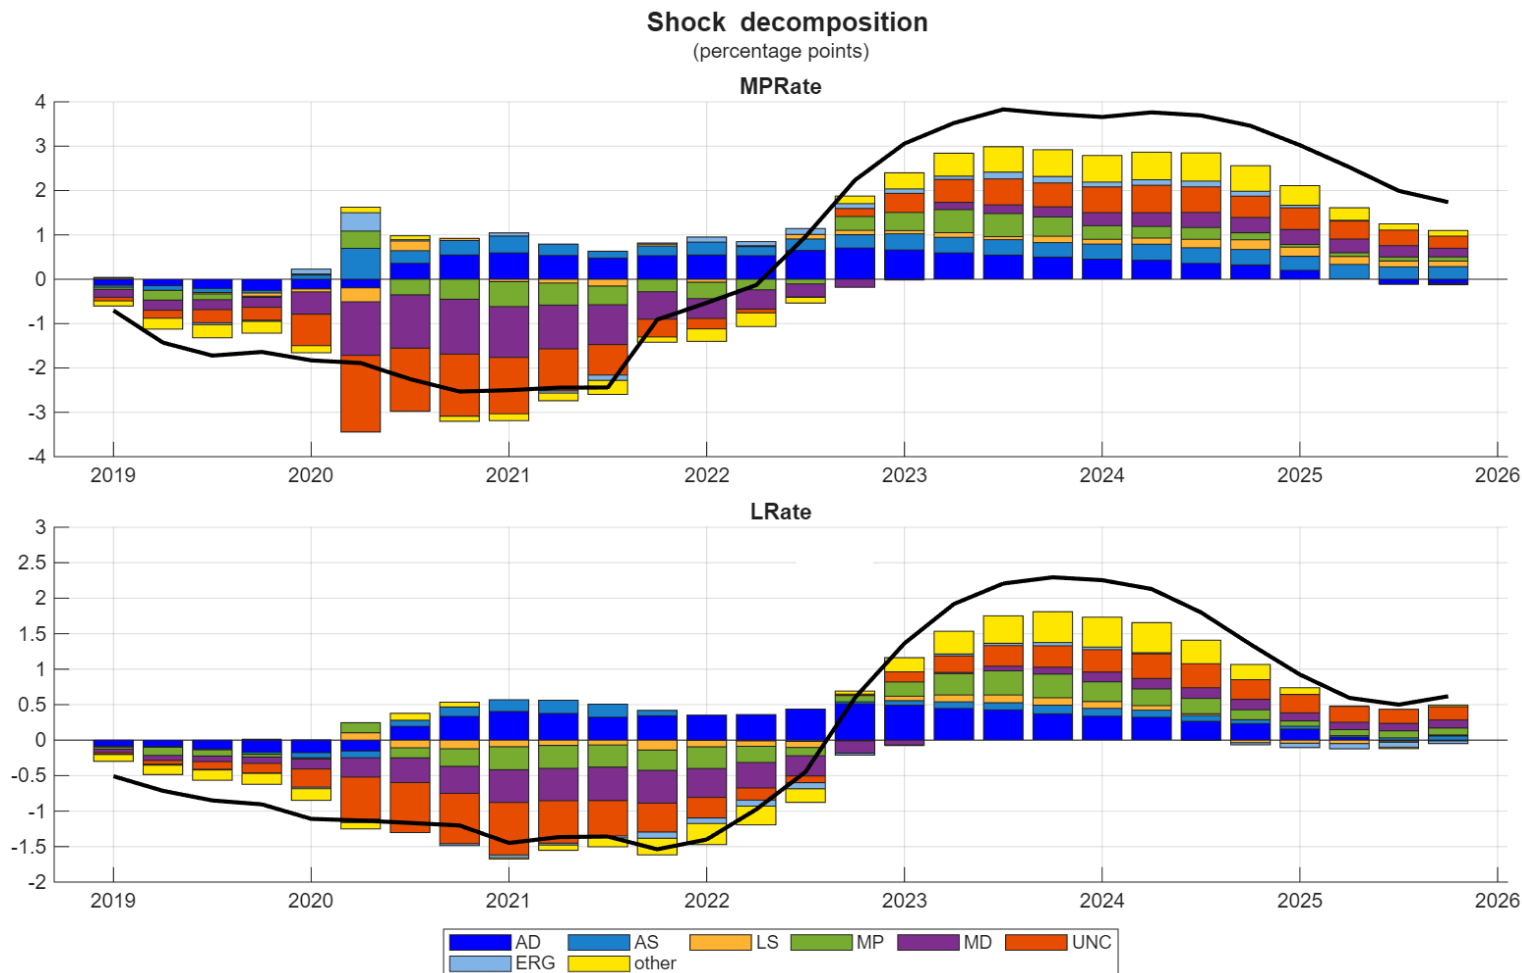 Shock decomposition
(percentage points)
MPRate
4
3
2
1
0
-1
-2
-3
-4
2019 2020 2021 2022 2023 2024 2025 2026
LRate
3
2.5
2
1.5
1
0.5
0
-0.5
-1
-1.5
-2
2019 2020 2021 2022 2023 2024 2025 2026
AD AS LS MP MD UNC
ERG other